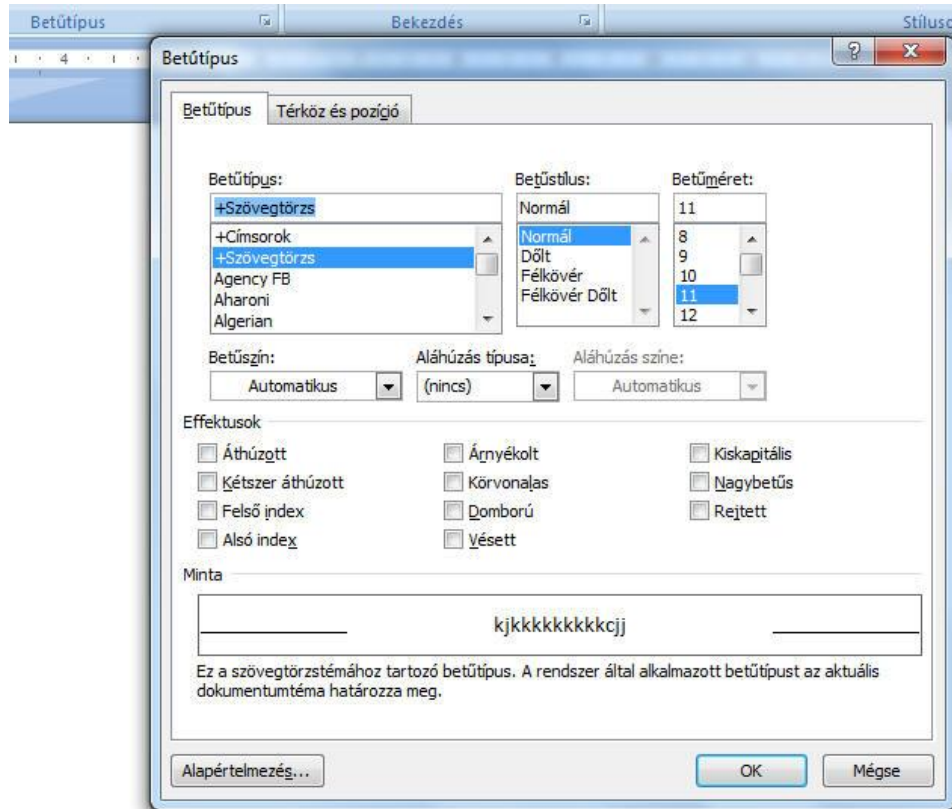 Betűtípus Bekezdés Stílusc
4
Betűtípus
Betűtípus Térköz és pozíció
Betűtípus: Betűstílus: Betűméret:
+Szövegtörzs Normál 11
+Címsorok Normál 8
+Szövegtörzs Dőlt 9
Agency FB Félkövér 10
Aharoni Félkövér Dőlt 11
Algerian 12
Betűszín: Aláhúzás típusa: Aláhúzás színe:
Automatikus (nincs) Automatikus
Effektusok
Áthúzott Árnyékolt Kiskapitális
Kétszer áthúzott Körvonalas Nagybetűs
Felső index Domború Rejtett
Alsó index Vésett
Minta
kjkkkkkkkkkcjj
Ez a szövegtörzstémához tartozó betűtípus. A rendszer által alkalmazott betűtípust az aktuális
dokumentumtéma határozza meg.
Alapértelmezés... OK Mégse